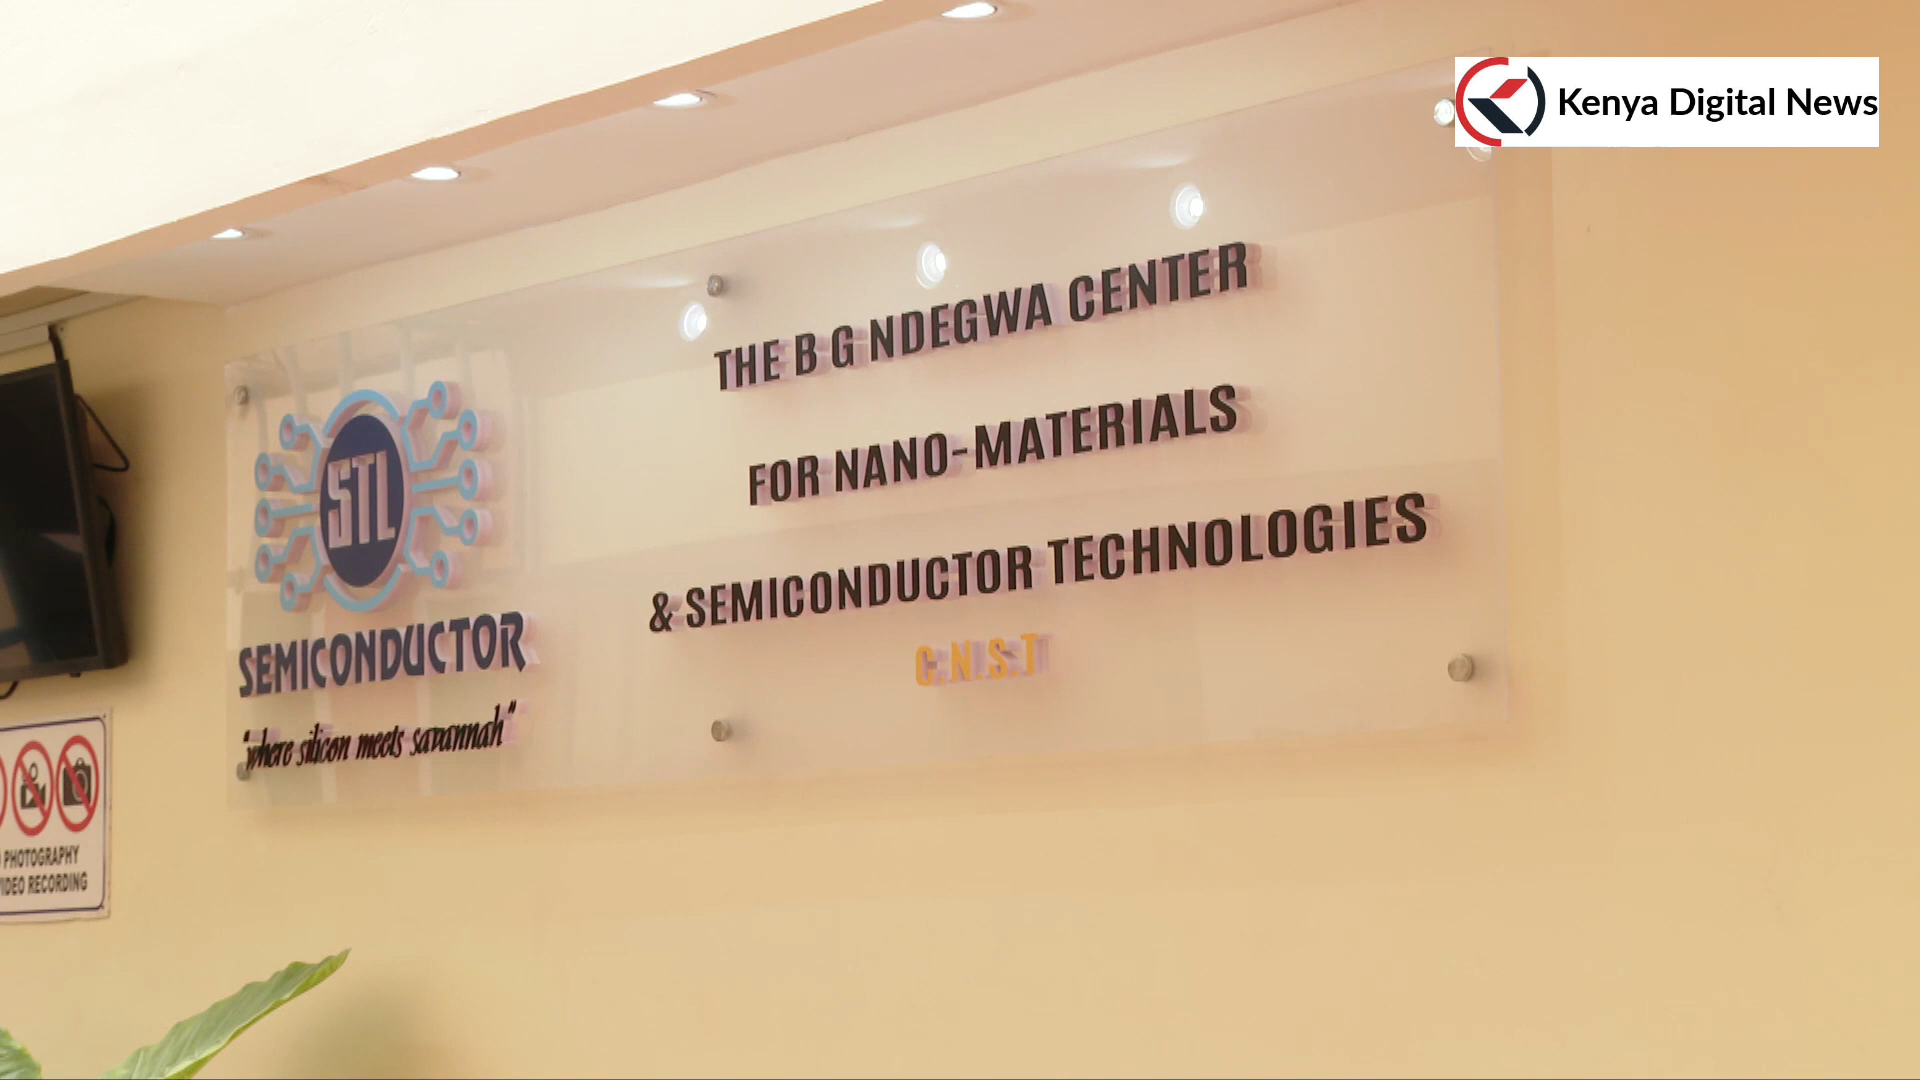 Kenya Digital News
THE B G NDEGWA CENTER
FOR NANO-MATERIALS
& SEMICONDUCTOR TECHNOLOGIES
C.N.S.T
STL
SEMICONDUCTOR
"where silicon meets savannah"
PHOTOGRAPHY
VIDEO RECORDING